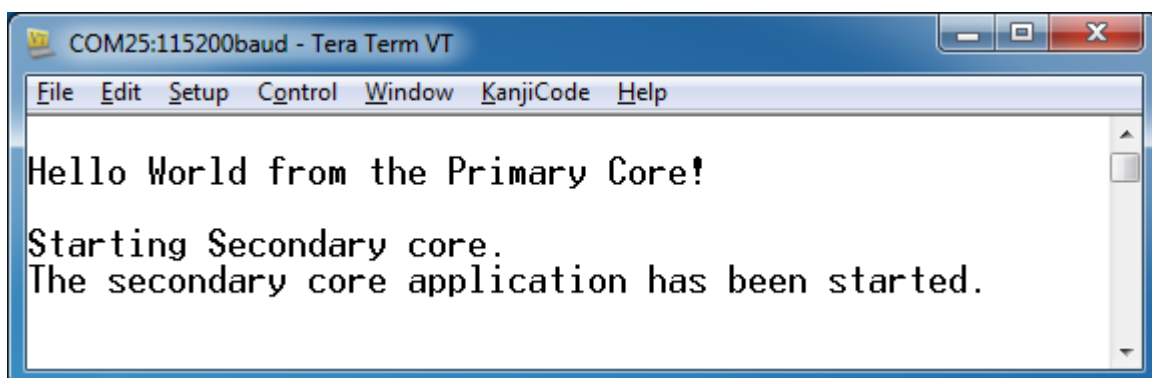 COM25:115200baud - Tera Term VT
File Edit Setup Control Window KanjiCode Help
Hello World from the Primary Core!
Starting Secondary core.
The secondary core application has been started.